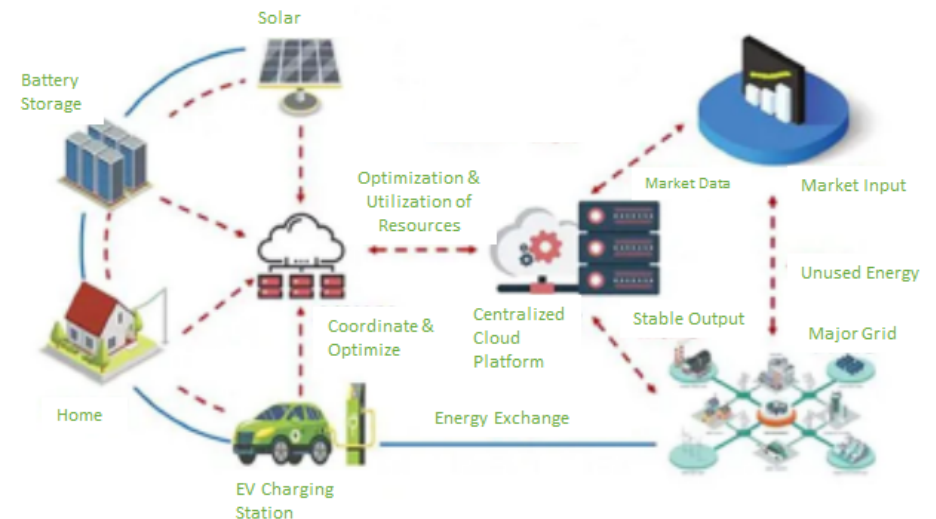 Solar
Battery
Storage
Optimization &
Utilization of
Resources
Market Data
Market Input
Unused Energy
Coordinate &
Optimize
Centralized
Cloud
Platform
Stable Output
Major Grid
Home
Energy Exchange
EV Charging
Station